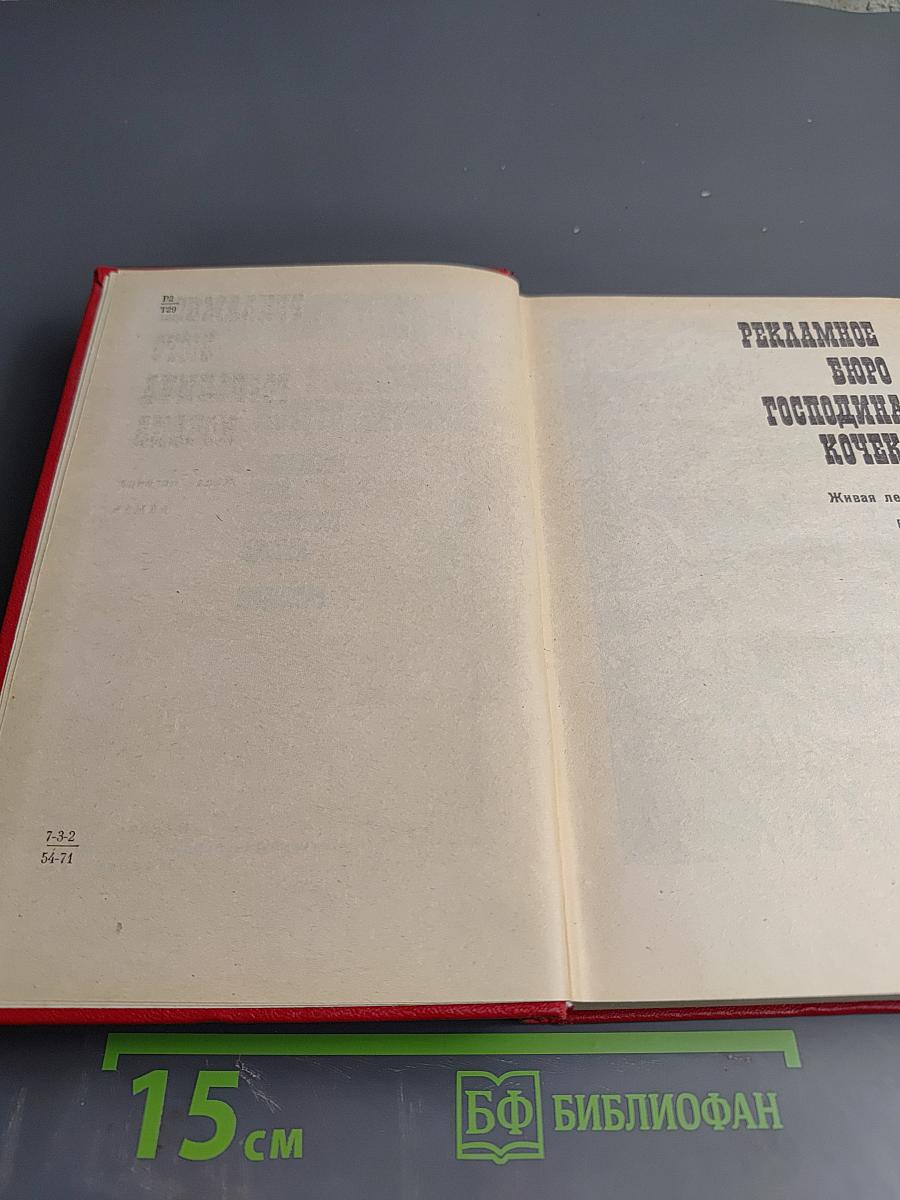 Р2
Т29
7-3-2
54-71
РЕКЛАМНОЕ
БЮРО
ГОСПОДИНА
КОЧЕК
Живая ле
15 см
БФ БИБЛИОФАН